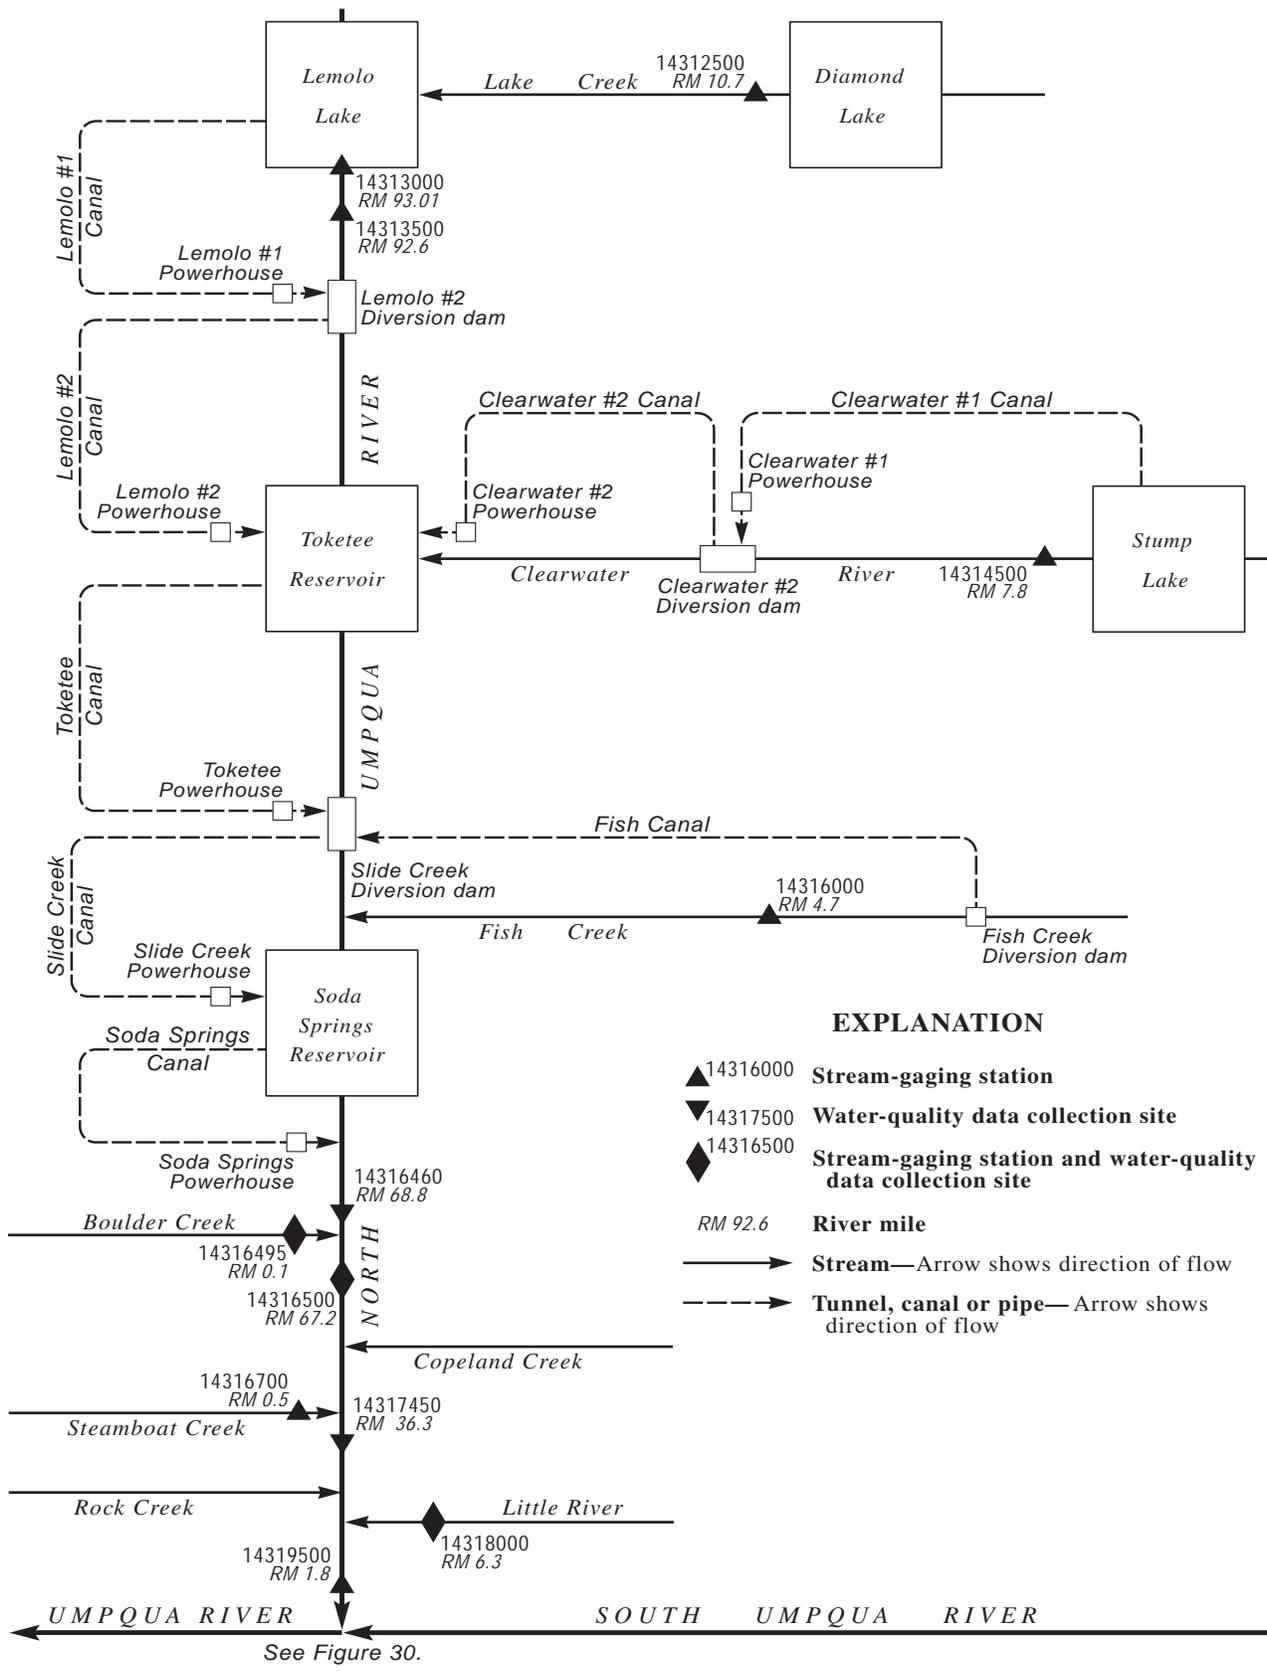 Lemolo
Lake
Lake Creek
14312500
RM 10.7
Diamond
Lake
14313000
RM 93.01
14313500
RM 92.6
Lemolo #1
Canal
Lemolo #1
Powerhouse
Lemolo #2
Diversion dam
Lemolo #2
Canal
RIVER
Clearwater #2 Canal
Clearwater #1 Canal
Clearwater #1
Powerhouse
Lemolo #2
Powerhouse
Clearwater #2
Powerhouse
Toketee
Reservoir
Stump
Lake
Clearwater
River
14314500
RM 7.8
Clearwater #2
Diversion dam
Toketee
Canal
UMPQUA
Toketee
Powerhouse
Fish Canal
Slide Creek
Diversion dam
14316000
RM 4.7
Fish Creek
Fish Creek
Diversion dam
Slide Creek
Canal
Slide Creek
Powerhouse
Soda
Springs
Reservoir
Soda Springs
Canal
Soda Springs
Powerhouse
14316460
RM 68.8
Boulder Creek
14316495
RM 0.1
14316500
RM 67.2
NORTH
Copeland Creek
14316700
RM 0.5
Steamboat Creek
14317450
RM 36.3
Rock Creek
Little River
14318000
RM 6.3
14319500
RM 1.8
UMPQUA RIVER
SOUTH UMPQUA RIVER
See Figure 30.
EXPLANATION
14316000 Stream-gaging station
14317500 Water-quality data collection site
14316500 Stream-gaging station and water-quality
data collection site
RM 92.6 River mile
Stream—Arrow shows direction of flow
Tunnel, canal or pipe— Arrow shows
direction of flow